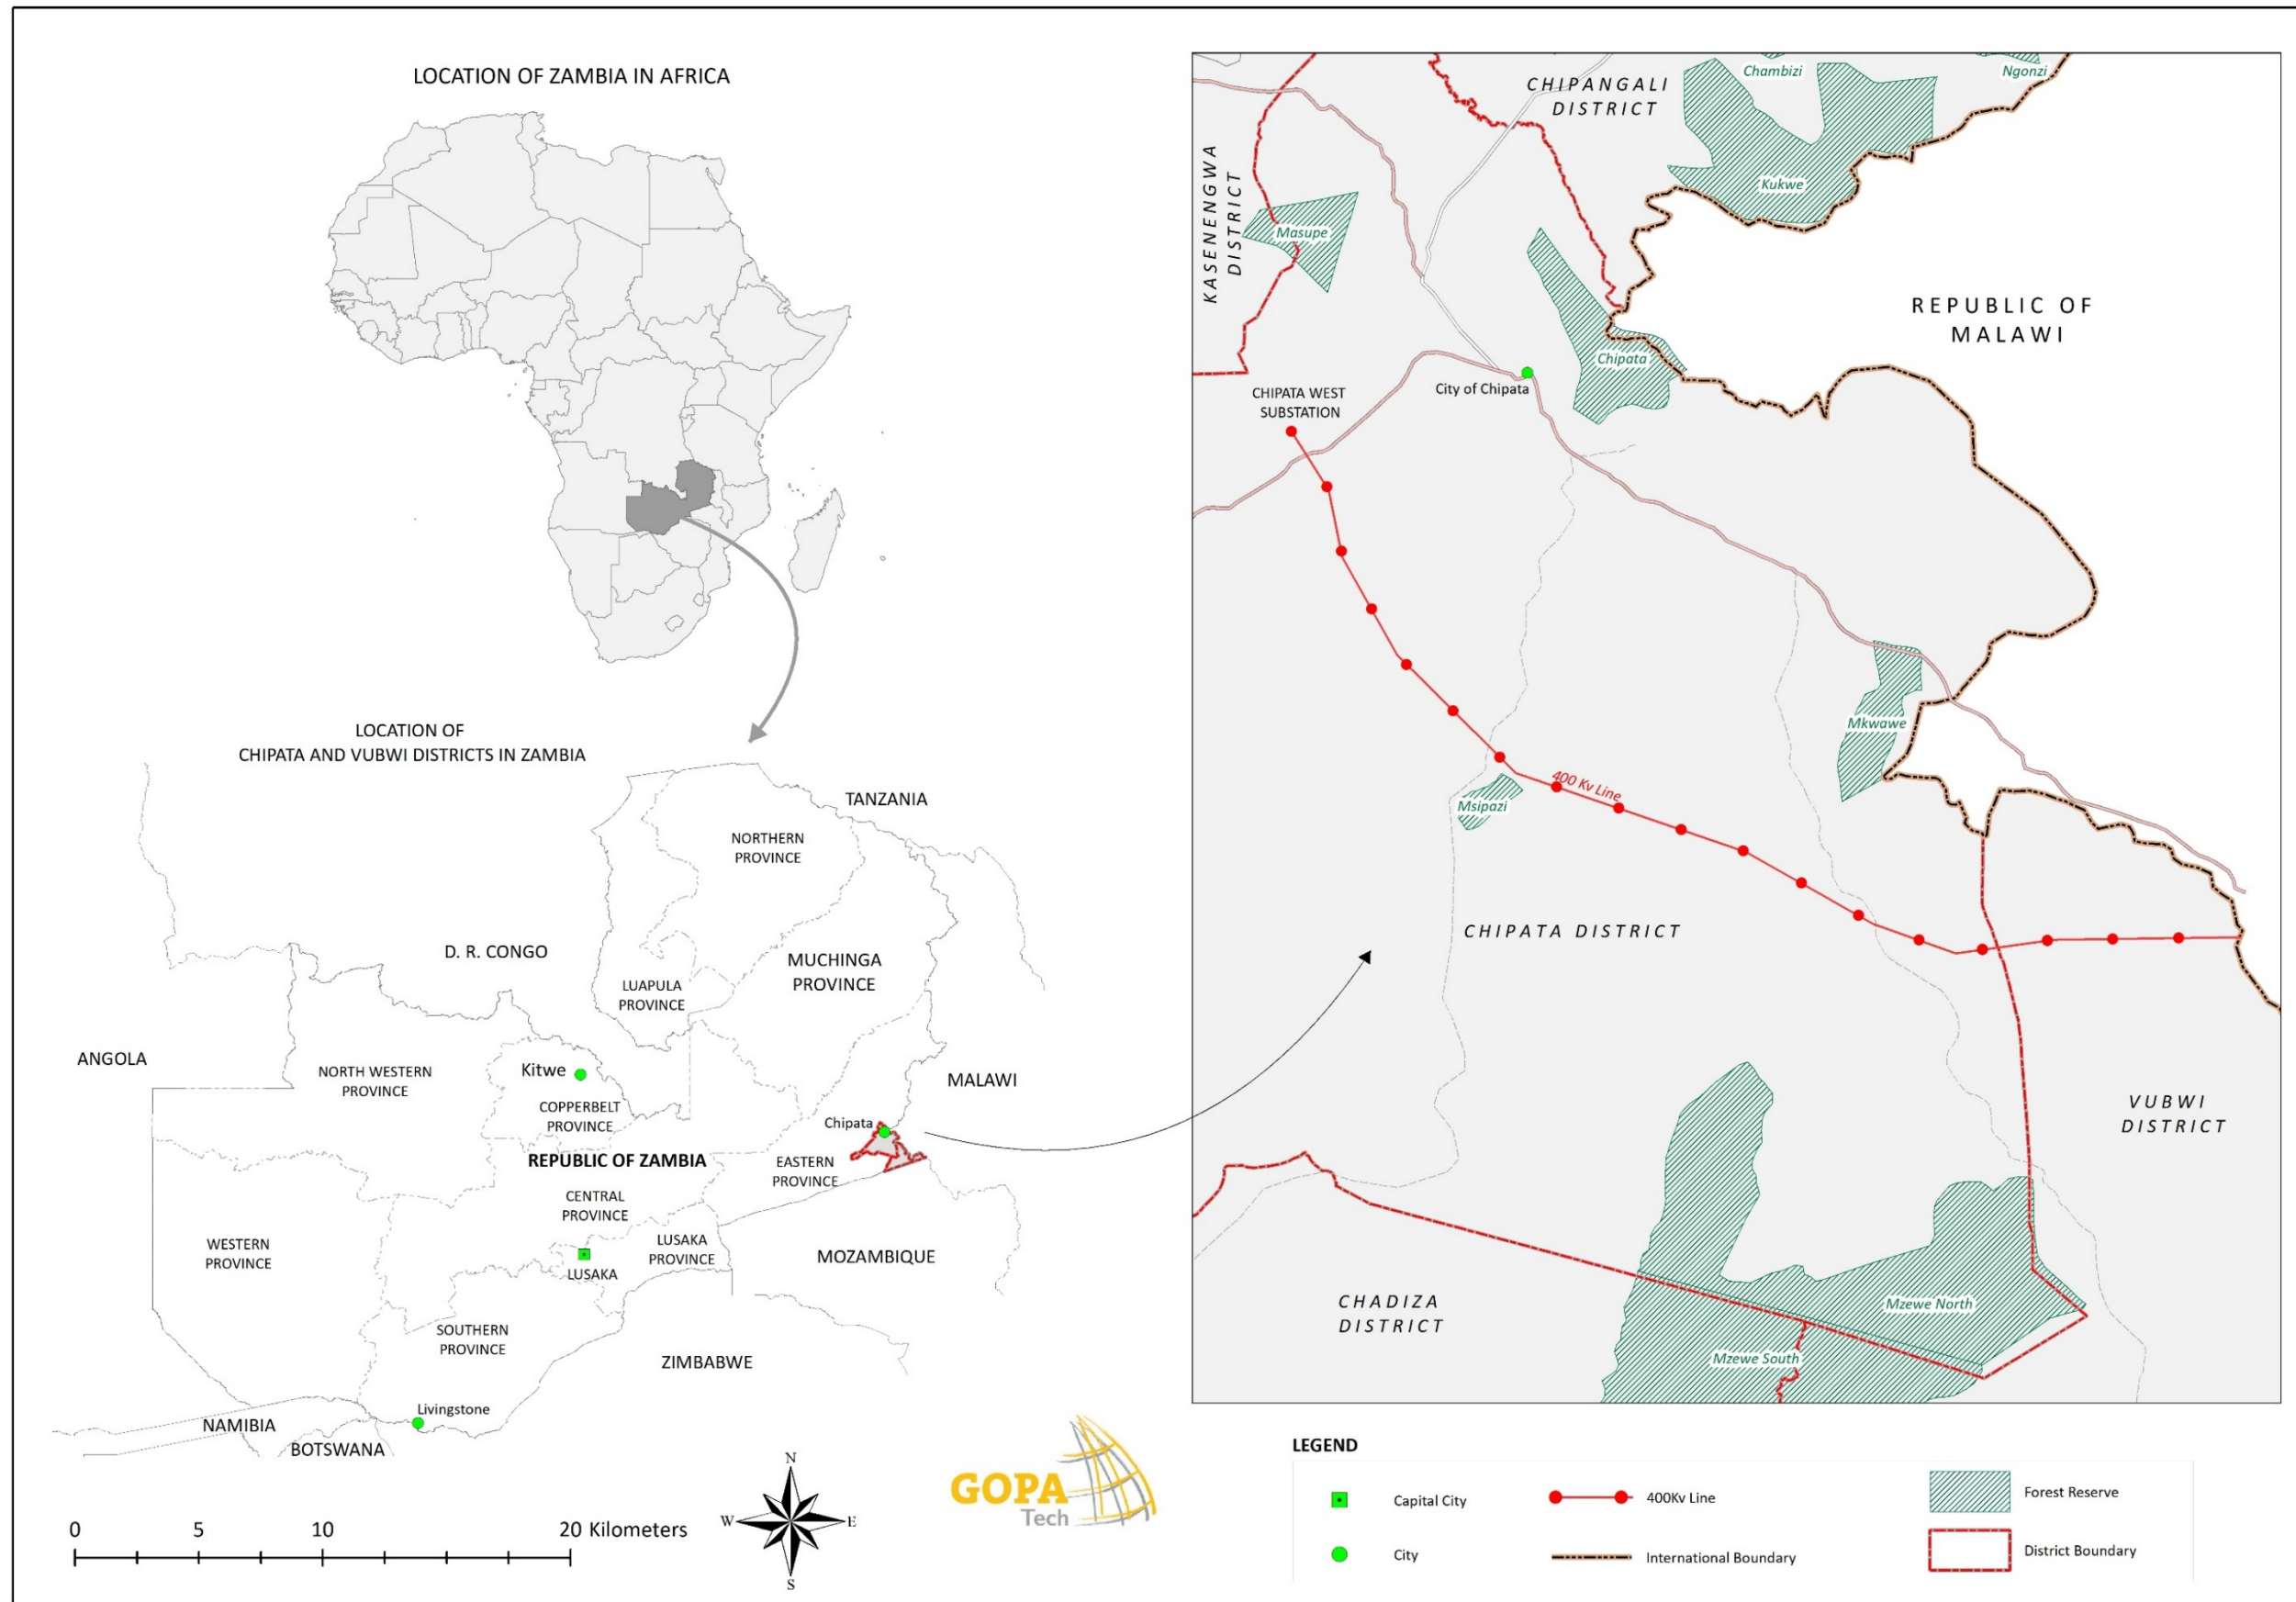 LOCATION OF ZAMBIA IN AFRICA
LOCATION OF
CHIPATA AND VUBWI DISTRICTS IN ZAMBIA
TANZANIA
NORTHERN
PROVINCE
D. R. CONGO
MUCHINGA
PROVINCE
LUAPULA
PROVINCE
ANGOLA
NORTH WESTERN
PROVINCE
Kitwe
COPPERBELT
PROVINCE
MALAWI
Chipata
REPUBLIC OF ZAMBIA
EASTERN
PROVINCE
CENTRAL
PROVINCE
WESTERN
PROVINCE
LUSAKA
PROVINCE
LUSAKA
MOZAMBIQUE
SOUTHERN
PROVINCE
ZIMBABWE
Livingstone
NAMIBIA
BOTSWANA
0 5 10 20 Kilometers
N
W E
S
GOPA
Tech
CHIPANGALI
DISTRICT
Chambizi
Ngonzi
KASENENGWA
DISTRICT
Kukwe
Masupe
REPUBLIC OF
MALAWI
Chipata
CHIPATA WEST
SUBSTATION
City of Chipata
Mkwawe
400 Kv Line
Msipazi
CHIPATA DISTRICT
VUBWI
DISTRICT
CHADIZA
DISTRICT
Mzewe North
Mzewe South
LEGEND
Capital City
400Kv Line
Forest Reserve
City
International Boundary
District Boundary